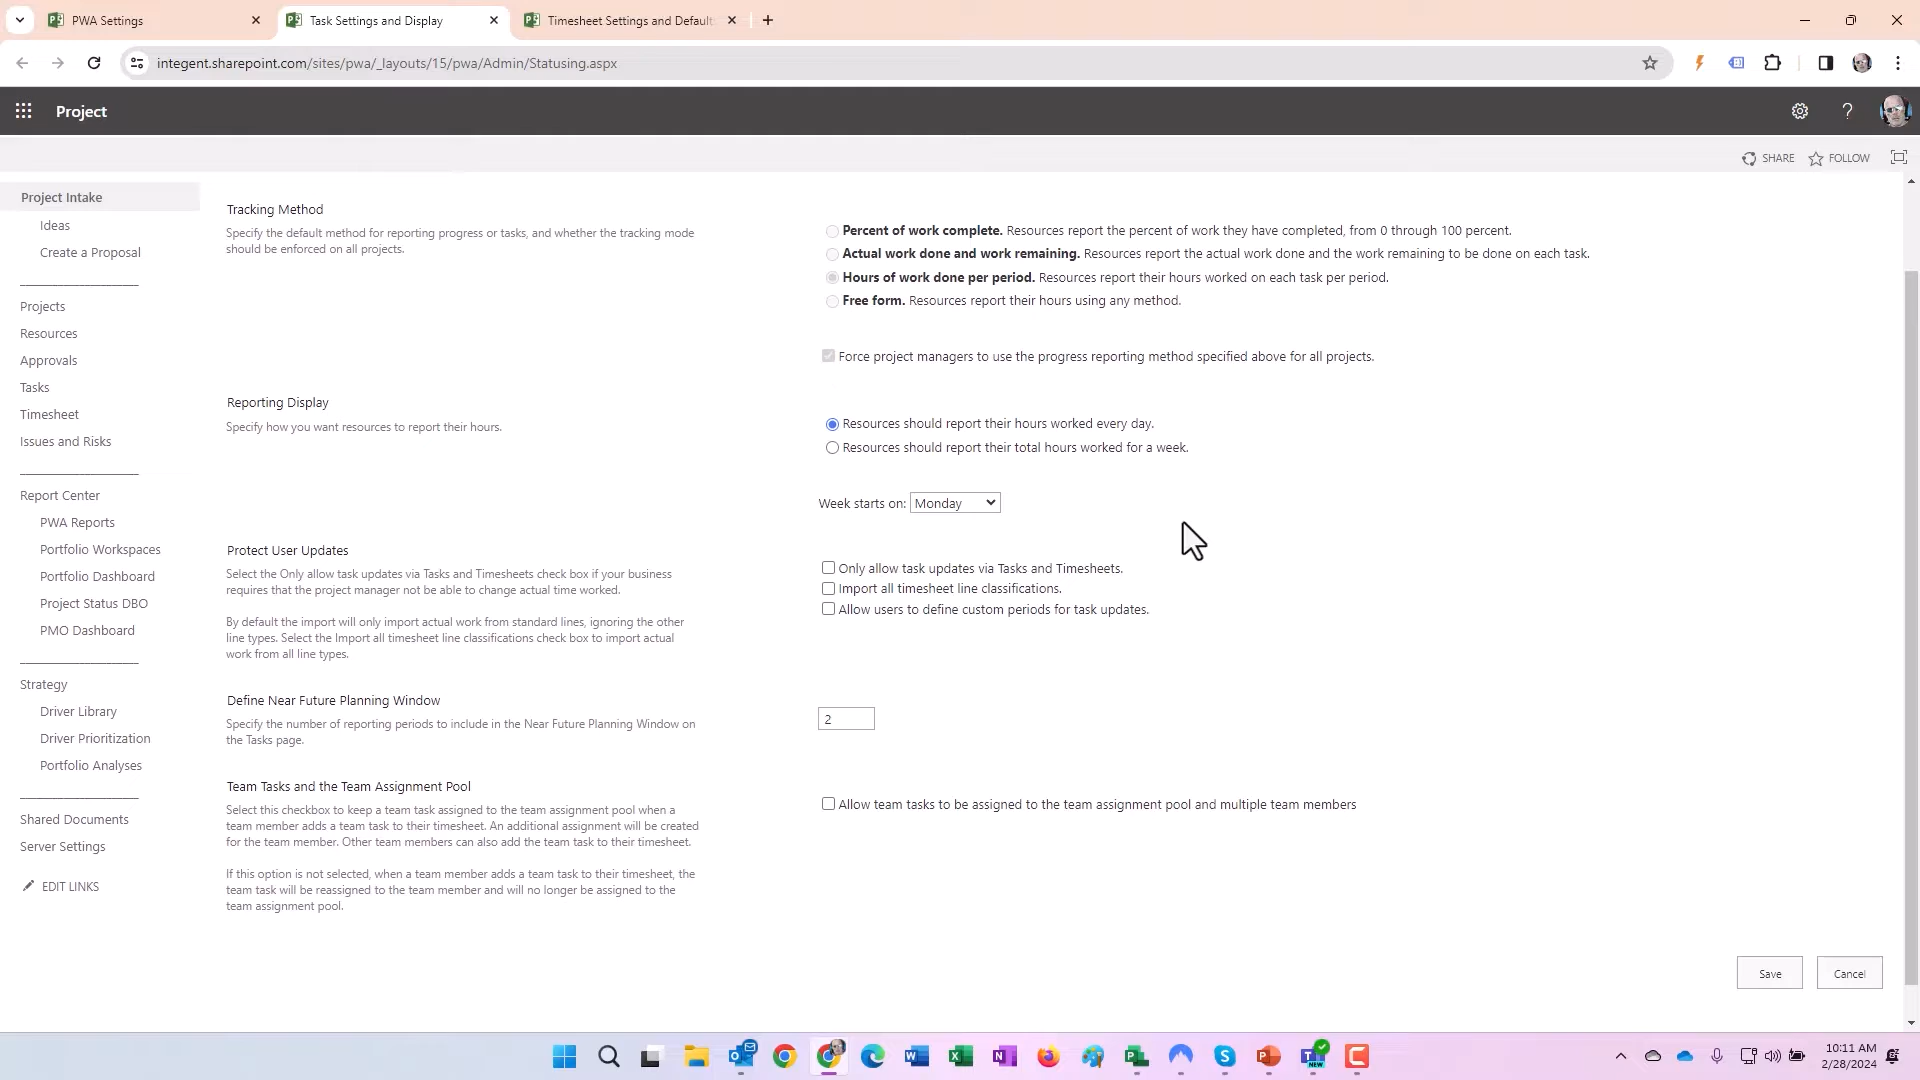 PWA Settings
Task Settings and Display
Timesheet Settings and Default
integent.sharepoint.com/sites/pwa/_layouts/15/pwa/Admin/Statusing.aspx
Project
SHARE
FOLLOW
Project Intake
Ideas
Create a Proposal
Projects
Resources
Approvals
Tasks
Timesheet
Issues and Risks
Report Center
PWA Reports
Portfolio Workspaces
Portfolio Dashboard
Project Status DBO
PMO Dashboard
Strategy
Driver Library
Driver Prioritization
Portfolio Analyses
Shared Documents
Server Settings
EDIT LINKS
Tracking Method
Specify the default method for reporting progress or tasks, and whether the tracking mode
should be enforced on all projects.
Percent of work complete. Resources report the percent of work they have completed, from 0 through 100 percent.
Actual work done and work remaining. Resources report the actual work done and the work remaining to be done on each task.
Hours of work done per period. Resources report their hours worked on each task per period.
Free form. Resources report their hours using any method.
Force project managers to use the progress reporting method specified above for all projects.
Reporting Display
Specify how you want resources to report their hours.
Resources should report their hours worked every day.
Resources should report their total hours worked for a week.
Week starts on: Monday
Protect User Updates
Select the Only allow task updates via Tasks and Timesheets check box if your business
requires that the project manager not be able to change actual time worked.
By default the import will only import actual work from standard lines, ignoring the other
line types. Select the Import all timesheet line classifications check box to import actual
work from all line types.
Only allow task updates via Tasks and Timesheets.
Import all timesheet line classifications.
Allow users to define custom periods for task updates.
Define Near Future Planning Window
Specify the number of reporting periods to include in the Near Future Planning Window on
the Tasks page.
2
Team Tasks and the Team Assignment Pool
Select this checkbox to keep a team task assigned to the team assignment pool when a
team member adds a team task to their timesheet. An additional assignment will be created
for the team member. Other team members can also add the team task to their timesheet.
If this option is not selected, when a team member adds a team task to their timesheet, the
team task will be reassigned to the team member and will no longer be assigned to the
team assignment pool.
Allow team tasks to be assigned to the team assignment pool and multiple team members
Save
Cancel
NEW
10:11 AM
2/28/2024